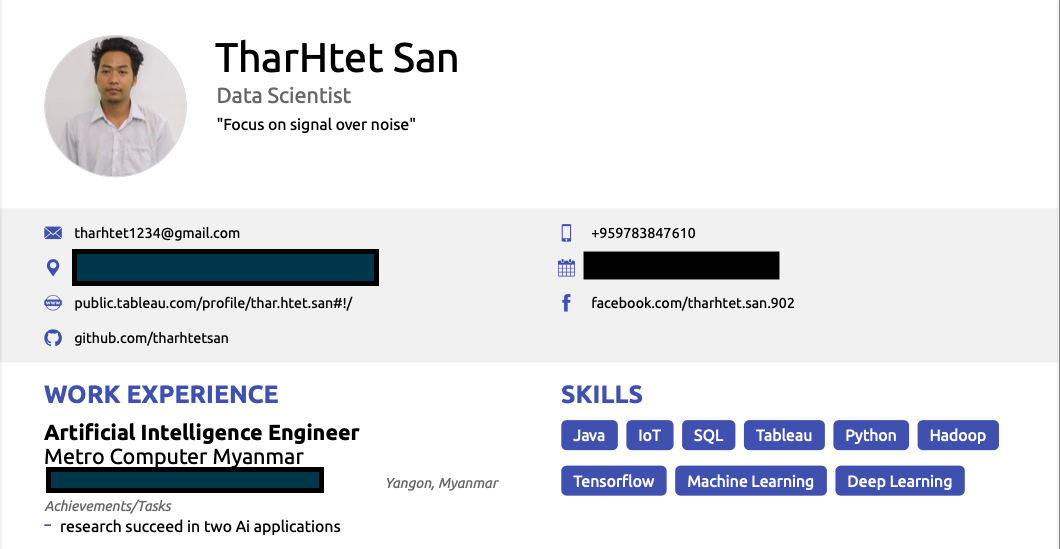 TharHtet San
Data Scientist
"Focus on signal over noise"
tharhtet1234@gmail.com
+959783847610
public.tableau.com/profile/thar.htet.san#!/
facebook.com/tharhtet.san.902
github.com/tharhtetsan
WORK EXPERIENCE
Artificial Intelligence Engineer
Metro Computer Myanmar
Yangon, Myanmar
Achievements/Tasks
– research succeed in two Ai applications
SKILLS
Java IoT SQL Tableau Python Hadoop
Tensorflow Machine Learning Deep Learning